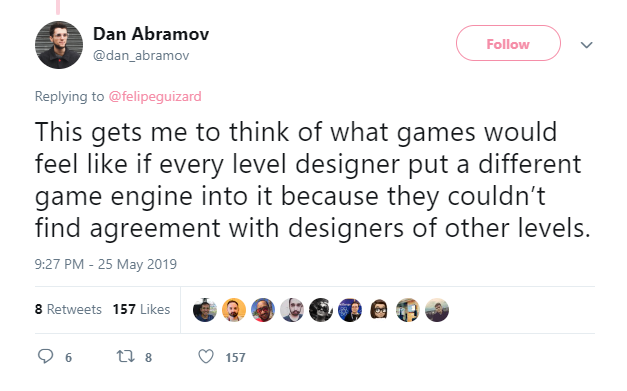 Dan Abramov
@dan_abramov
Follow
Replying to @felipeguizard
This gets me to think of what games would
feel like if every level designer put a different
game engine into it because they couldn’t
find agreement with designers of other levels.
9:27 PM - 25 May 2019
8 Retweets 157 Likes
6 8 157